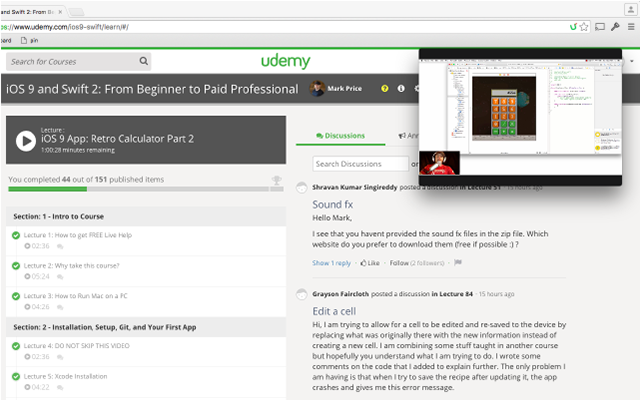 and Swift 2: From Be
ps://www.udemy.com/ios9-swift/learn/#/
oard pin
Search for Courses
udemy
iOS 9 and Swift 2: From Beginner to Paid Professional
Mark Price
Lecture :
iOS 9 App: Retro Calculator Part 2
1:00:28 minutes remaining
Discussions
Ann
You completed 44 out of 151 published items
Search Discussions
or
Shravan Kumar Singireddy posted a discussion in Lecture 51 · 15 hours ago
Sound fx
Hello Mark,
I see that you havent provided the sound fx files in the zip file. Which
website do you prefer to download them (free if possible :) ?
Show 1 reply · Like · Follow (2 followers) ·
Section: 1 - Intro to Course
Lecture 1: How to get FREE Live Help
02:36
Lecture 2: Why take this course?
05:24
Lecture 3: How to Run Mac on a PC
04:26
Section: 2 - Installation, Setup, Git, and Your First App
Lecture 4: DO NOT SKIP THIS VIDEO
02:36
Lecture 5: Xcode Installation
04:22
Grayson Faircloth posted a discussion in Lecture 84 · 15 hours ago
Edit a cell
Hi, I am trying to allow for a cell to be edited and re-saved to the device by
replacing what was originally there with the new information instead of
creating a new cell. I am combining some stuff taught in another course
but hopefully you understand what I am trying to do. I wrote some
comments on the code that I added to explain further. The only problem I
am having is that when I try to save the recipe after updating it, the app
crashes and gives me this error message.